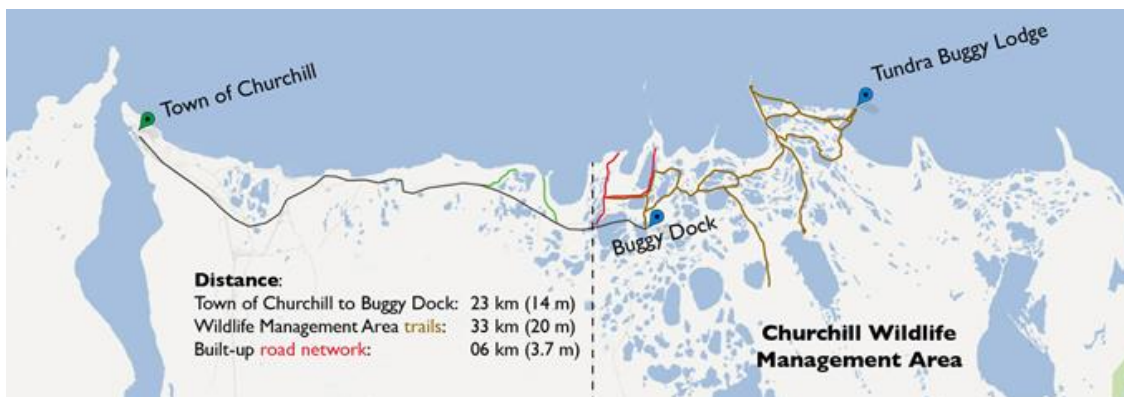 Tundra Buggy Lodge
Town of Churchill
Buggy Dock
Distance:
Town of Churchill to Buggy Dock: 23 km (14 m)
Wildlife Management Area trails: 33 km (20 m)
Built-up road network: 06 km (3.7 m)
Churchill Wildlife
Management Area